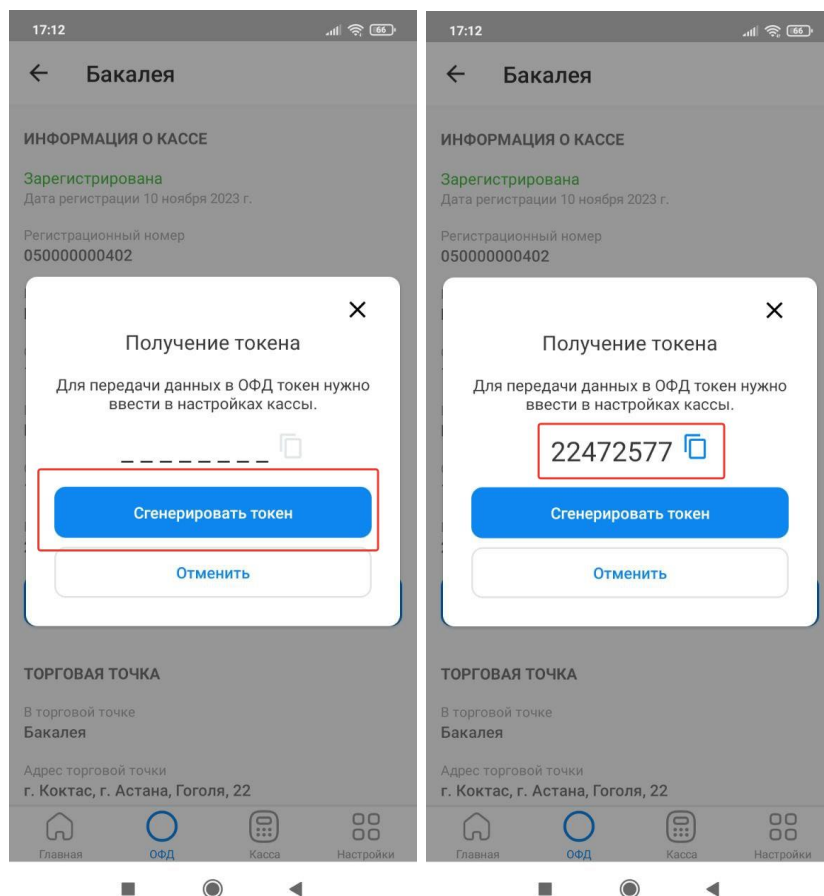 17:12
66
Бакалея
ИНФОРМАЦИЯ О КАССЕ
Зарегистрирована
Дата регистрации 10 ноября 2023 г.
Регистрационный номер
050000000402
Получение токена
Для передачи данных в ОФД токен нужно
ввести в настройках кассы.
_ _ _ _ _ _ _ _
Сгенерировать токен
Отменить
ТОРГОВАЯ ТОЧКА
В торговой точке
Бакалея
Адрес торговой точки
г. Коктас, г. Астана, Гоголя, 22
Главная ОФД Касса Настройки
17:12
66
Бакалея
ИНФОРМАЦИЯ О КАССЕ
Зарегистрирована
Дата регистрации 10 ноября 2023 г.
Регистрационный номер
050000000402
Получение токена
Для передачи данных в ОФД токен нужно
ввести в настройках кассы.
22472577
Сгенерировать токен
Отменить
ТОРГОВАЯ ТОЧКА
В торговой точке
Бакалея
Адрес торговой точки
г. Коктас, г. Астана, Гоголя, 22
Главная ОФД Касса Настройки